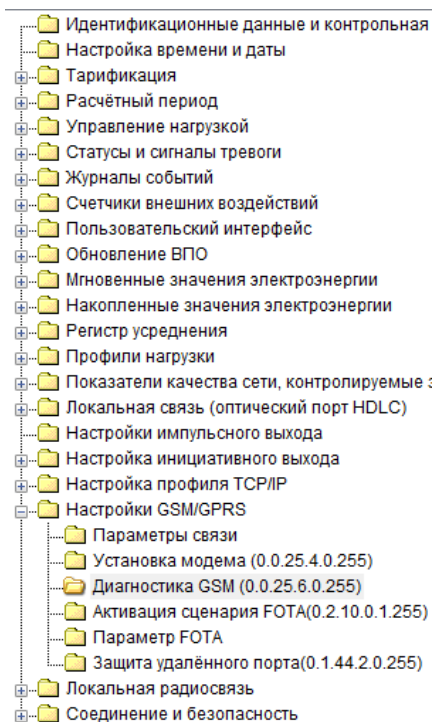 Идентификационные данные и контрольная
Настройка времени и даты
Тарификация
Расчётный период
Управление нагрузкой
Статусы и сигналы тревоги
Журналы событий
Счетчики внешних воздействий
Пользовательский интерфейс
Обновление ВПО
Мгновенные значения электроэнергии
Накопленные значения электроэнергии
Регистр усреднения
Профили нагрузки
Показатели качества сети, контролируемые
Локальная связь (оптический порт HDLC)
Настройки импульсного выхода
Настройка инициативного выхода
Настройка профиля TCP/IP
Настройки GSM/GPRS
Параметры связи
Установка модема (0.0.25.4.0.255)
Диагностика GSM (0.0.25.6.0.255)
Активация сценария FOTA(0.2.10.0.1.255)
Параметр FOTA
Защита удалённого порта(0.1.44.2.0.255)
Локальная радиосвязь
Соединение и безопасность